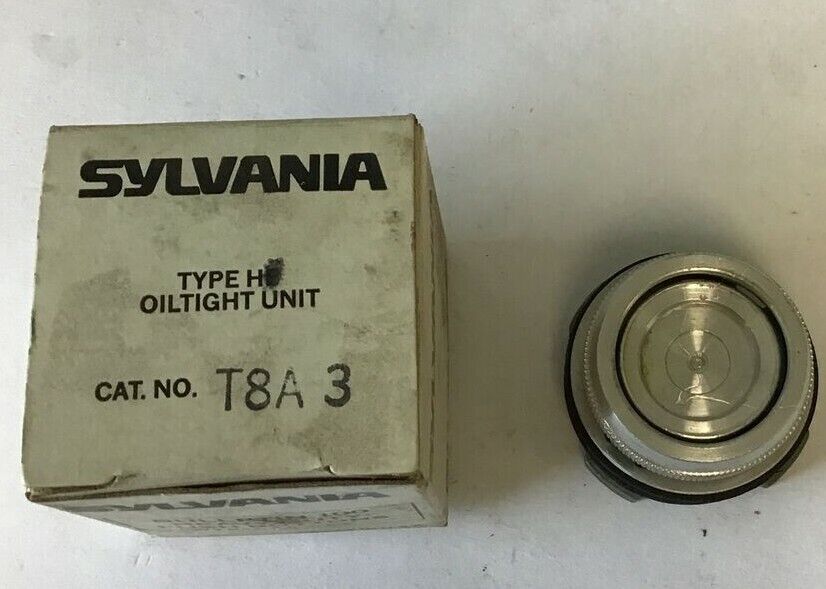 SYLVANIA
TYPE H
OILTIGHT UNIT
CAT. NO. T8A 3
SYLVANIA